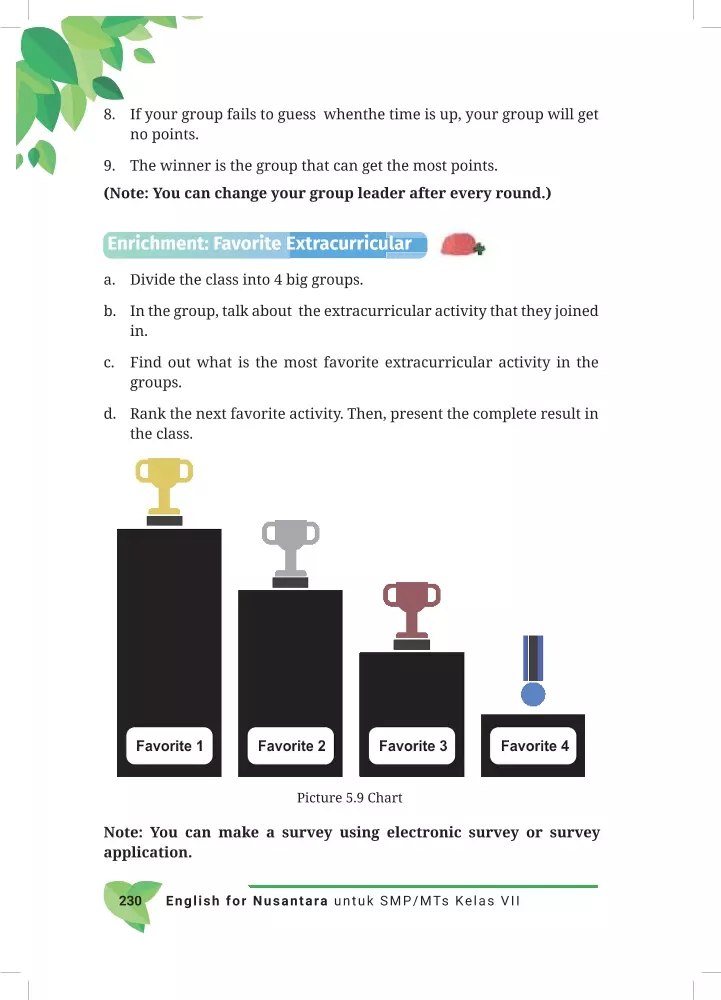 8. If your group fails to guess whenthe time is up, your group will get
no points.
9. The winner is the group that can get the most points.
(Note: You can change your group leader after every round.)
Enrichment: Favorite Extracurricular
a. Divide the class into 4 big groups.
b. In the group, talk about the extracurricular activity that they joined
in.
c. Find out what is the most favorite extracurricular activity in the
groups.
d. Rank the next favorite activity. Then, present the complete result in
the class.
Favorite 1
Favorite 2
Favorite 3
Favorite 4
Picture 5.9 Chart
Note: You can make a survey using electronic survey or survey
application.
230 English for Nusantara untuk SMP/MTs Kelas VII